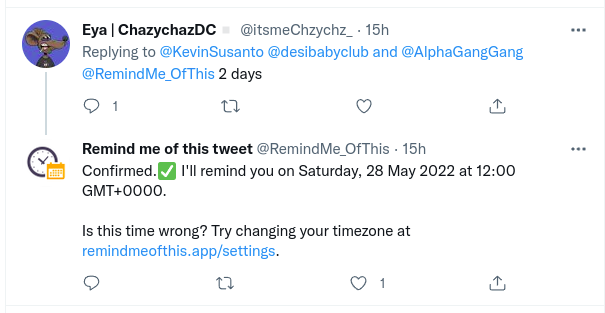 Eya | ChazychazDC @itsmeChzychz_ · 15h
Replying to @KevinSusanto @desibabyclub and @AlphaGangGang
@RemindMe_OfThis 2 days
1
Remind me of this tweet @RemindMe_OfThis · 15h
Confirmed.✅ I'll remind you on Saturday, 28 May 2022 at 12:00
GMT+0000.
Is this time wrong? Try changing your timezone at
remindmeofthis.app/settings.
1